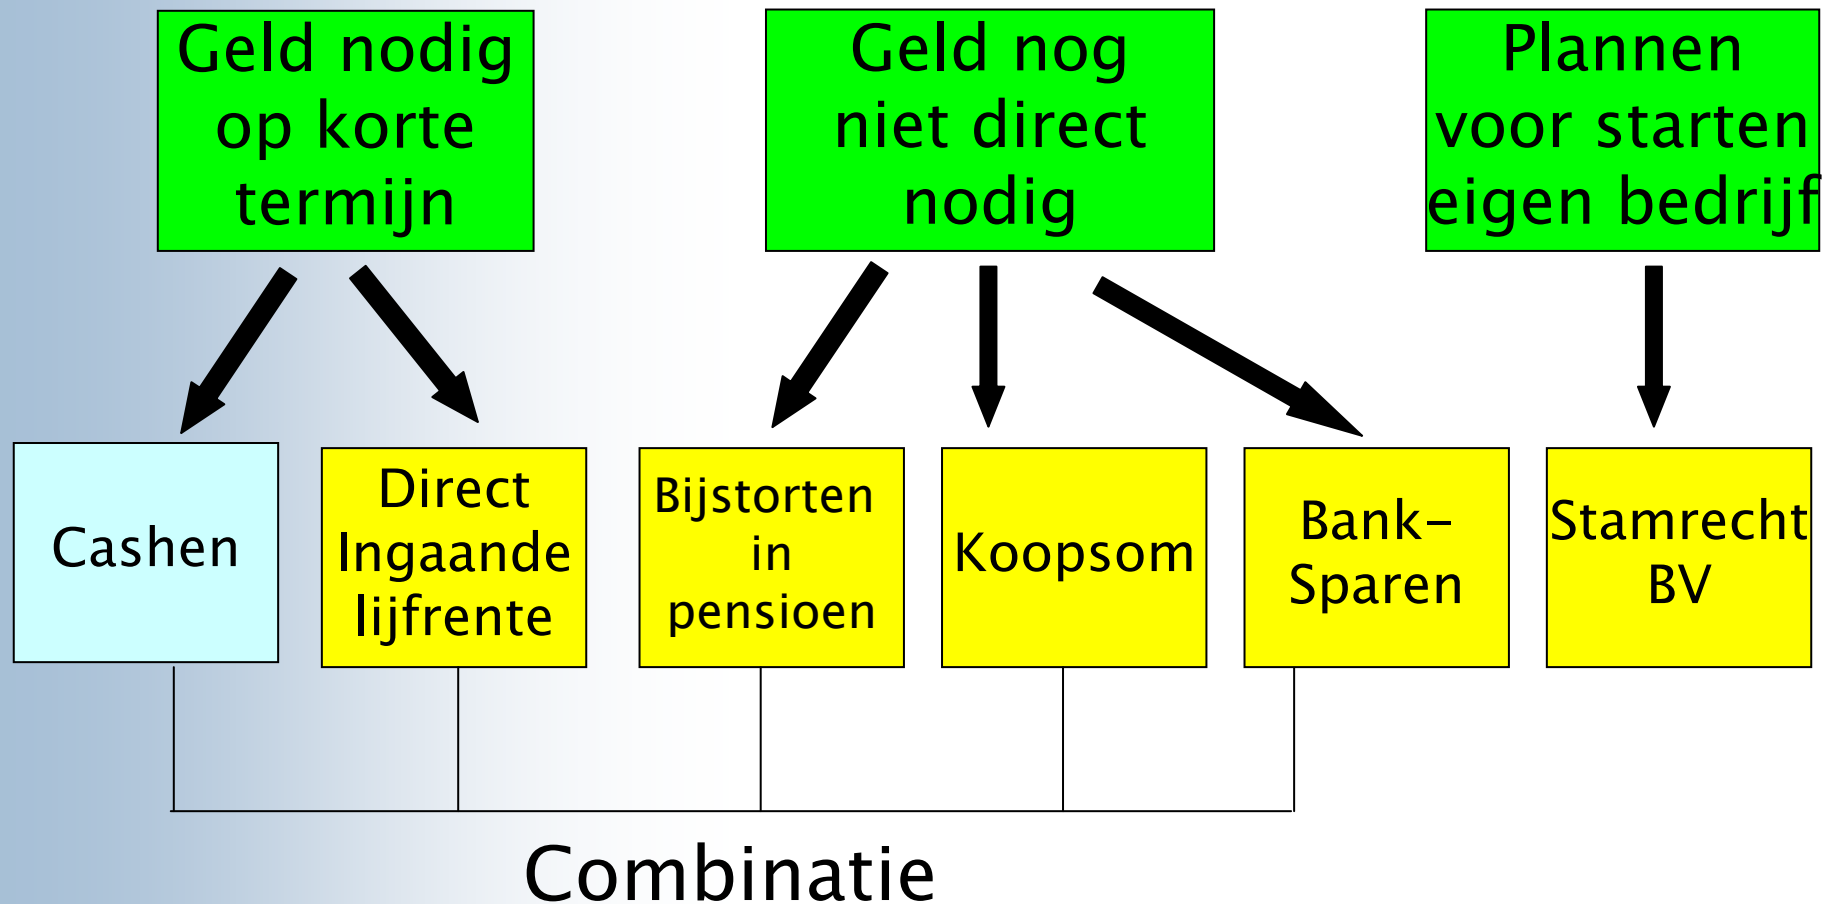 Geld nodig
op korte
termijn
Geld nog
niet direct
nodig
Plannen
voor starten
eigen bedrijf
Cashen
Direct
Ingaande
lijfrente
Bijstorten
in
pensioen
Koopsom
Bank-
Sparen
Stamrecht
BV
Combinatie